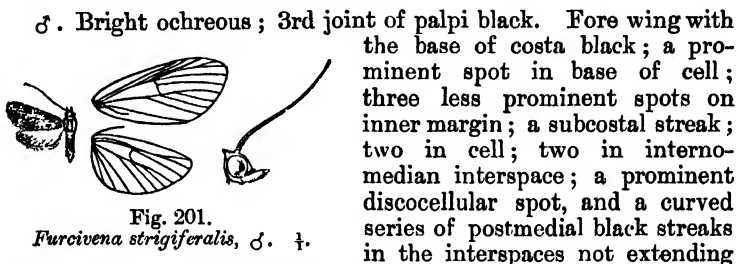 ♂. Bright ochreous ; 3rd joint of palpi black. Fore wing with
the base of costa black ; a pro-
minent spot in base of cell ;
three less prominent spots on
inner margin ; a subcostal streak ;
two in cell ; two in interno-
median interspace ; a prominent
discocellular spot, and a curved
series of postmedial black streaks
in the interspaces not extending
Fig. 201.
Furcivena strigiferalis, ♂. 1/1.